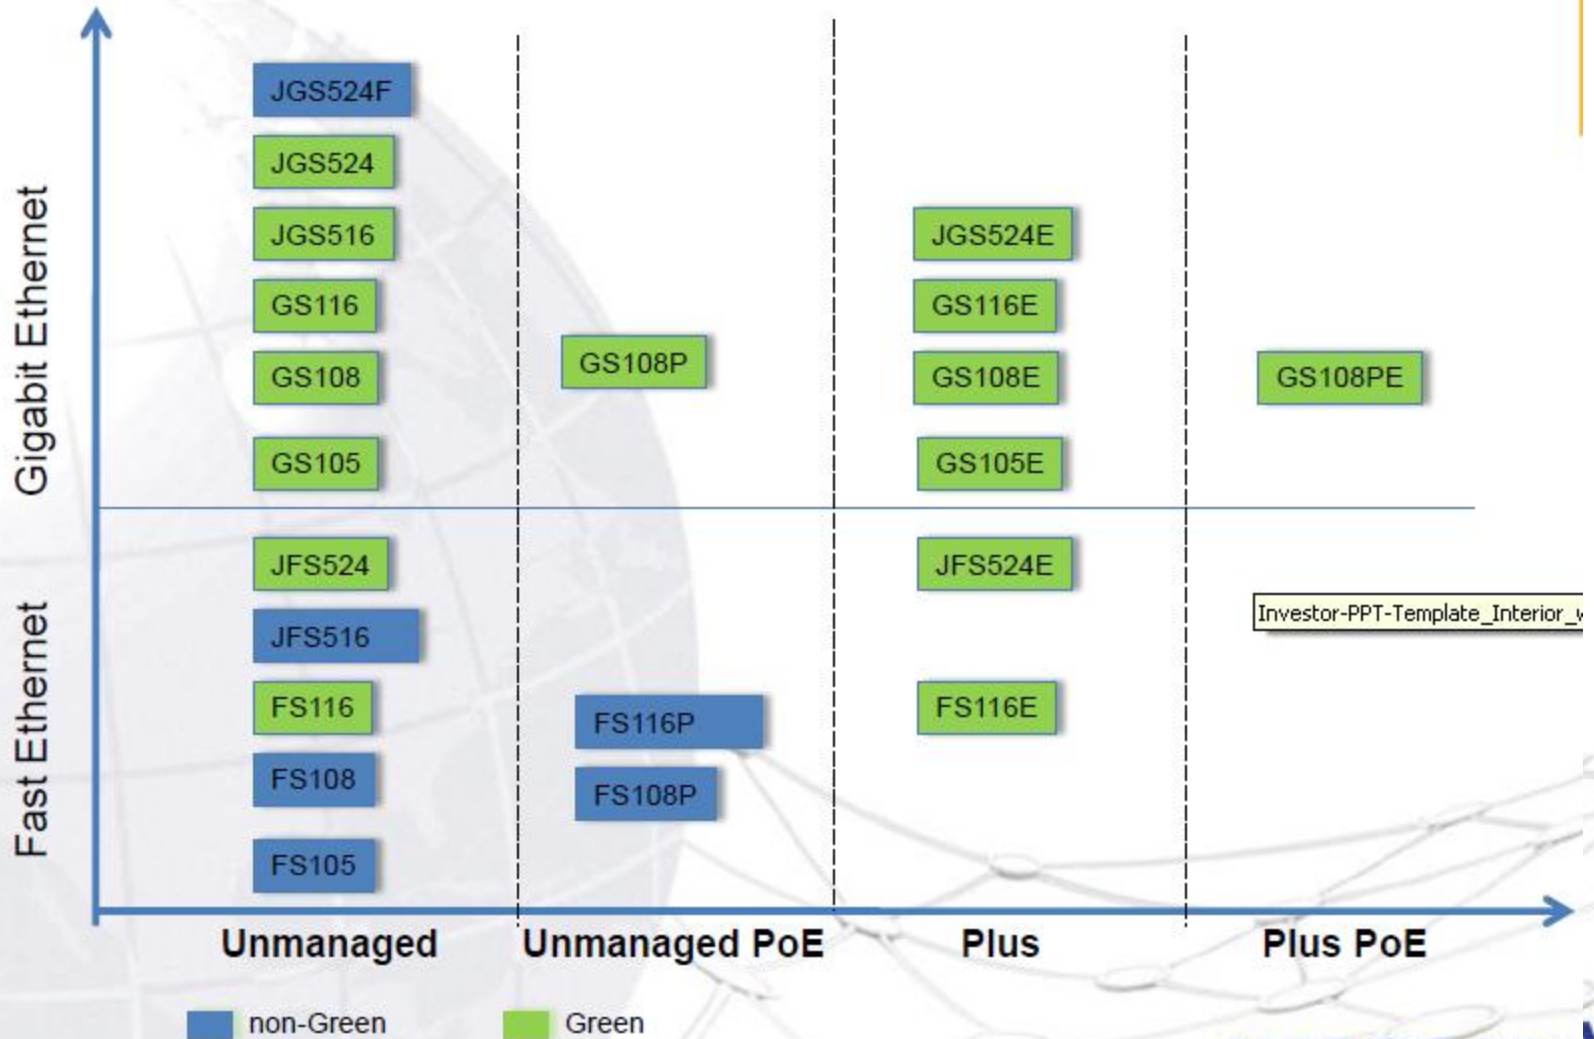 Gigabit Ethernet
JGS524F
JGS524
JGS516
JGS524E
GS116
GS116E
GS108P
GS108
GS108E
GS108PE
GS105
GS105E
Fast Ethernet
JFS524
JFS524E
Investor-PPT-Template_Interior_
JFS516
FS116
FS116P
FS116E
FS108
FS108P
FS105
Unmanaged Unmanaged PoE Plus Plus PoE
non-Green Green